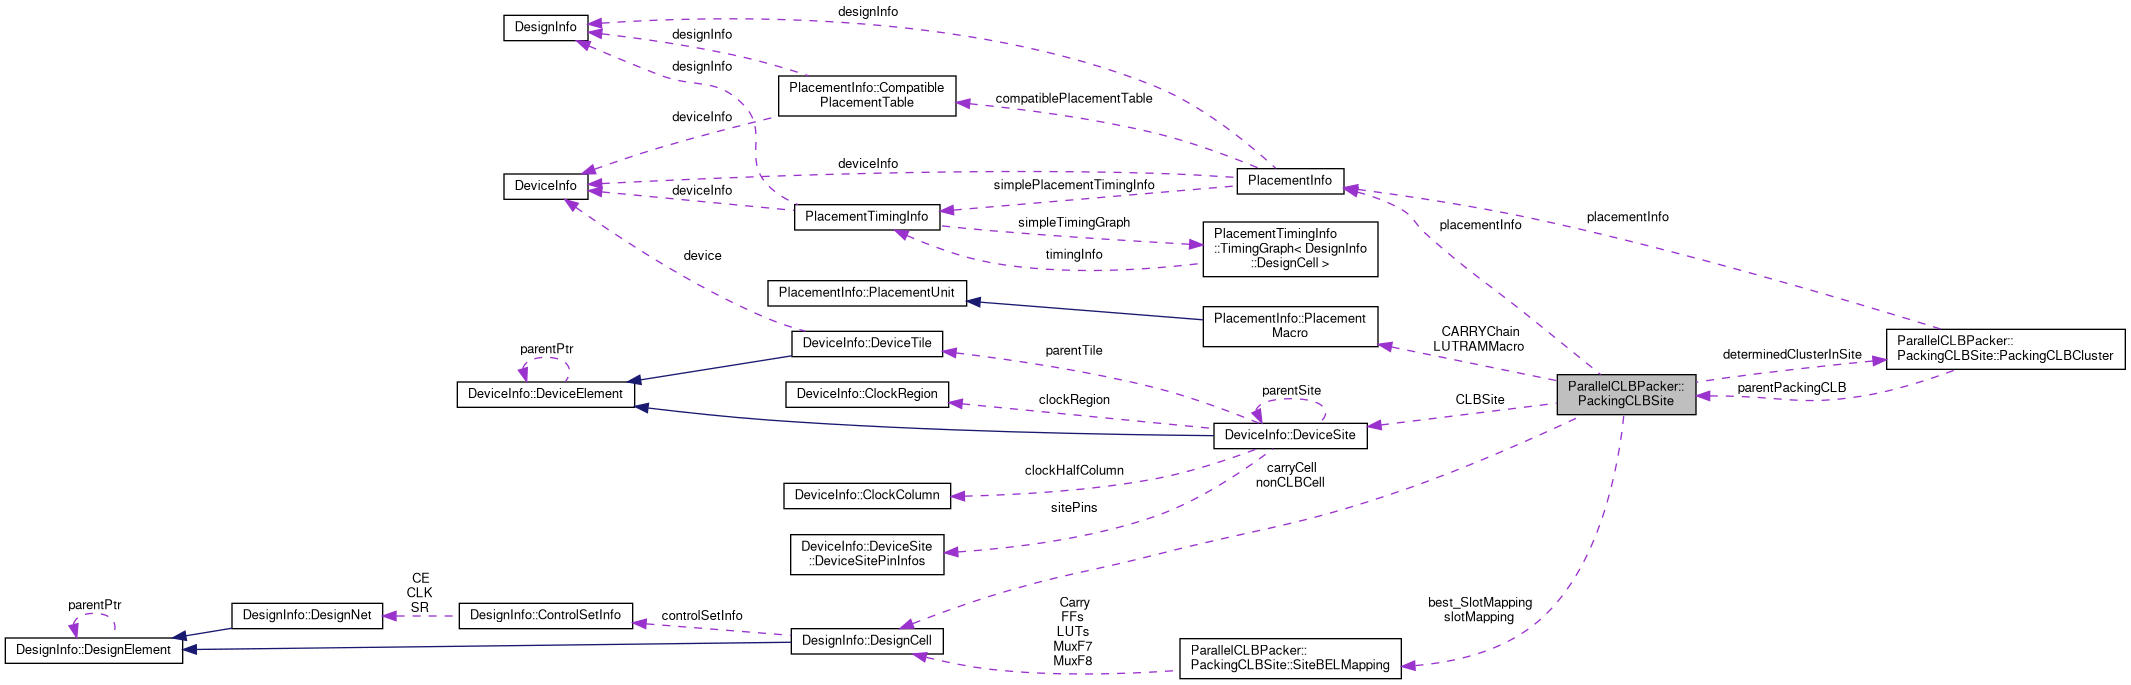 designInfo
DesignInfo
designInfo
designInfo
PlacementInfo::Compatible
PlacementTable
compatiblePlacementTable
deviceInfo
deviceInfo
DeviceInfo
deviceInfo
simplePlacementTimingInfo
PlacementInfo
PlacementTimingInfo
simpleTimingGraph
placementInfo
placementInfo
PlacementTimingInfo
::TimingGraph< DesignInfo
::DesignCell >
device
timingInfo
PlacementInfo::PlacementUnit
PlacementInfo::Placement
Macro
CARRYChain
LUTRAMMacro
DeviceInfo::DeviceTile
parentPtr
parentTile
ParallelCLBPacker::
PackingCLBSite::PackingCLBCluster
determinedClusterInSite
DeviceInfo::DeviceElement
DeviceInfo::ClockRegion
clockRegion
parentSite
CLBSite
ParallelCLBPacker::
PackingCLBSite
parentPackingCLB
DeviceInfo::DeviceSite
clockHalfColumn
carryCell
nonCLBCell
DeviceInfo::ClockColumn
sitePins
DeviceInfo::DeviceSite
::DeviceSitePinInfos
CE
CLK
SR
parentPtr
DesignInfo::DesignNet
DesignInfo::ControlSetInfo
controlSetInfo
Carry
FFs
LUTs
MuxF7
MuxF8
best_SlotMapping
slotMapping
DesignInfo::DesignElement
DesignInfo::DesignCell
ParallelCLBPacker::
PackingCLBSite::SiteBELMapping